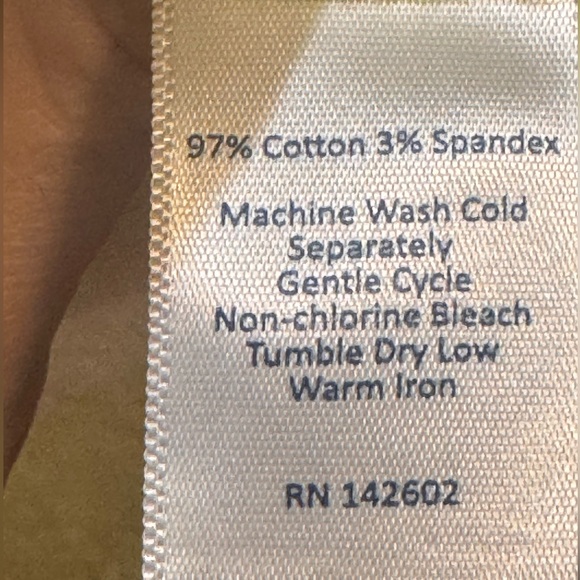 97% Cotton 3% Spandex
Machine Wash Cold
Separately
Gentle Cycle
Non-chlorine Bleach
Tumble Dry Low
Warm Iron
RN 142602